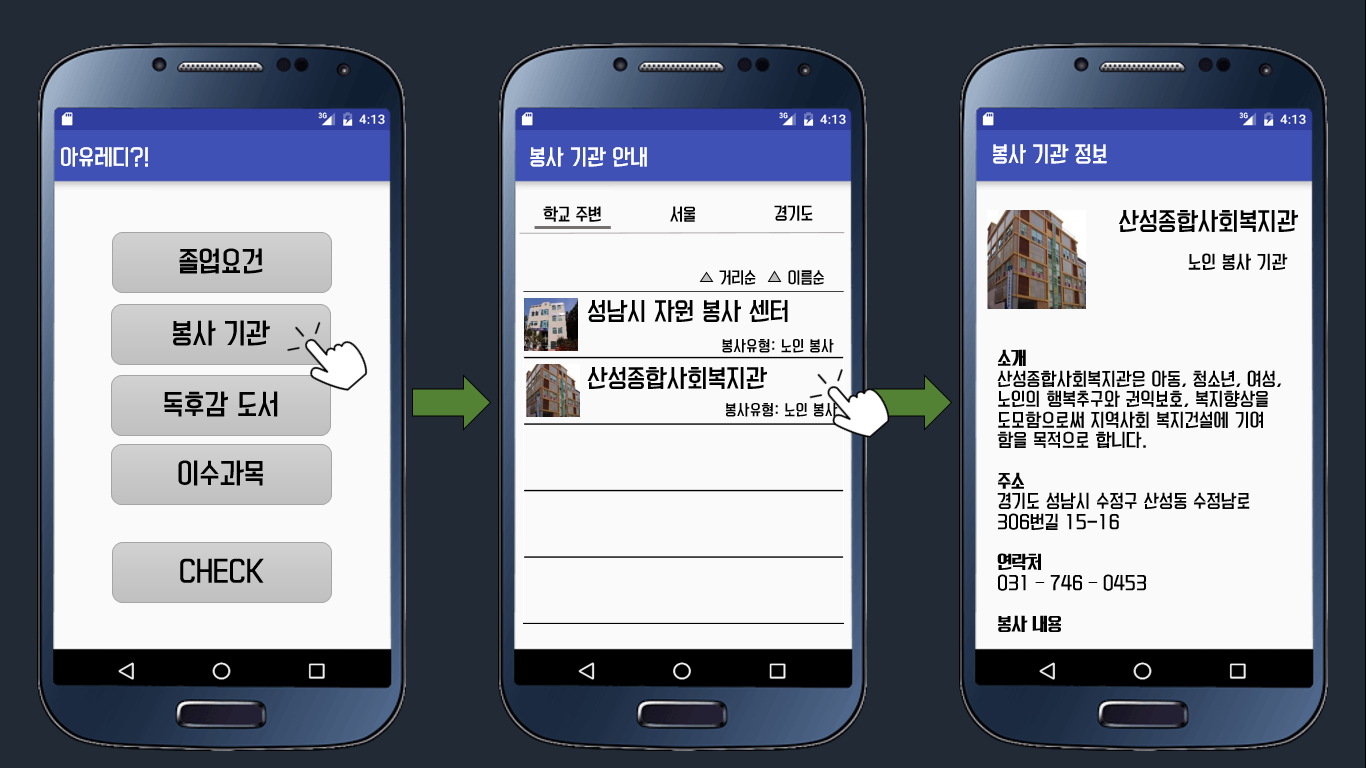 3G 4:13
아유레디?!
졸업요건
봉사 기관
독후감 도서
이수과목
CHECK
3G 4:13
봉사 기관 안내
학교 주변 서울 경기도
△ 거리순 △ 이름순
성남시 자원 봉사 센터
봉사유형: 노인 봉사
산성종합사회복지관
봉사유형: 노인 봉사
3G 4:13
봉사 기관 정보
산성종합사회복지관
노인 봉사 기관
소개
산성종합사회복지관은 아동, 청소년, 여성,
노인의 행복추구와 권익보호, 복지향상을
도모함으로써 지역사회 복지건설에 기여
함을 목적으로 합니다.
주소
경기도 성남시 수정구 산성동 수정남로
306번길 15-16
연락처
031 - 746 - 0453
봉사 내용